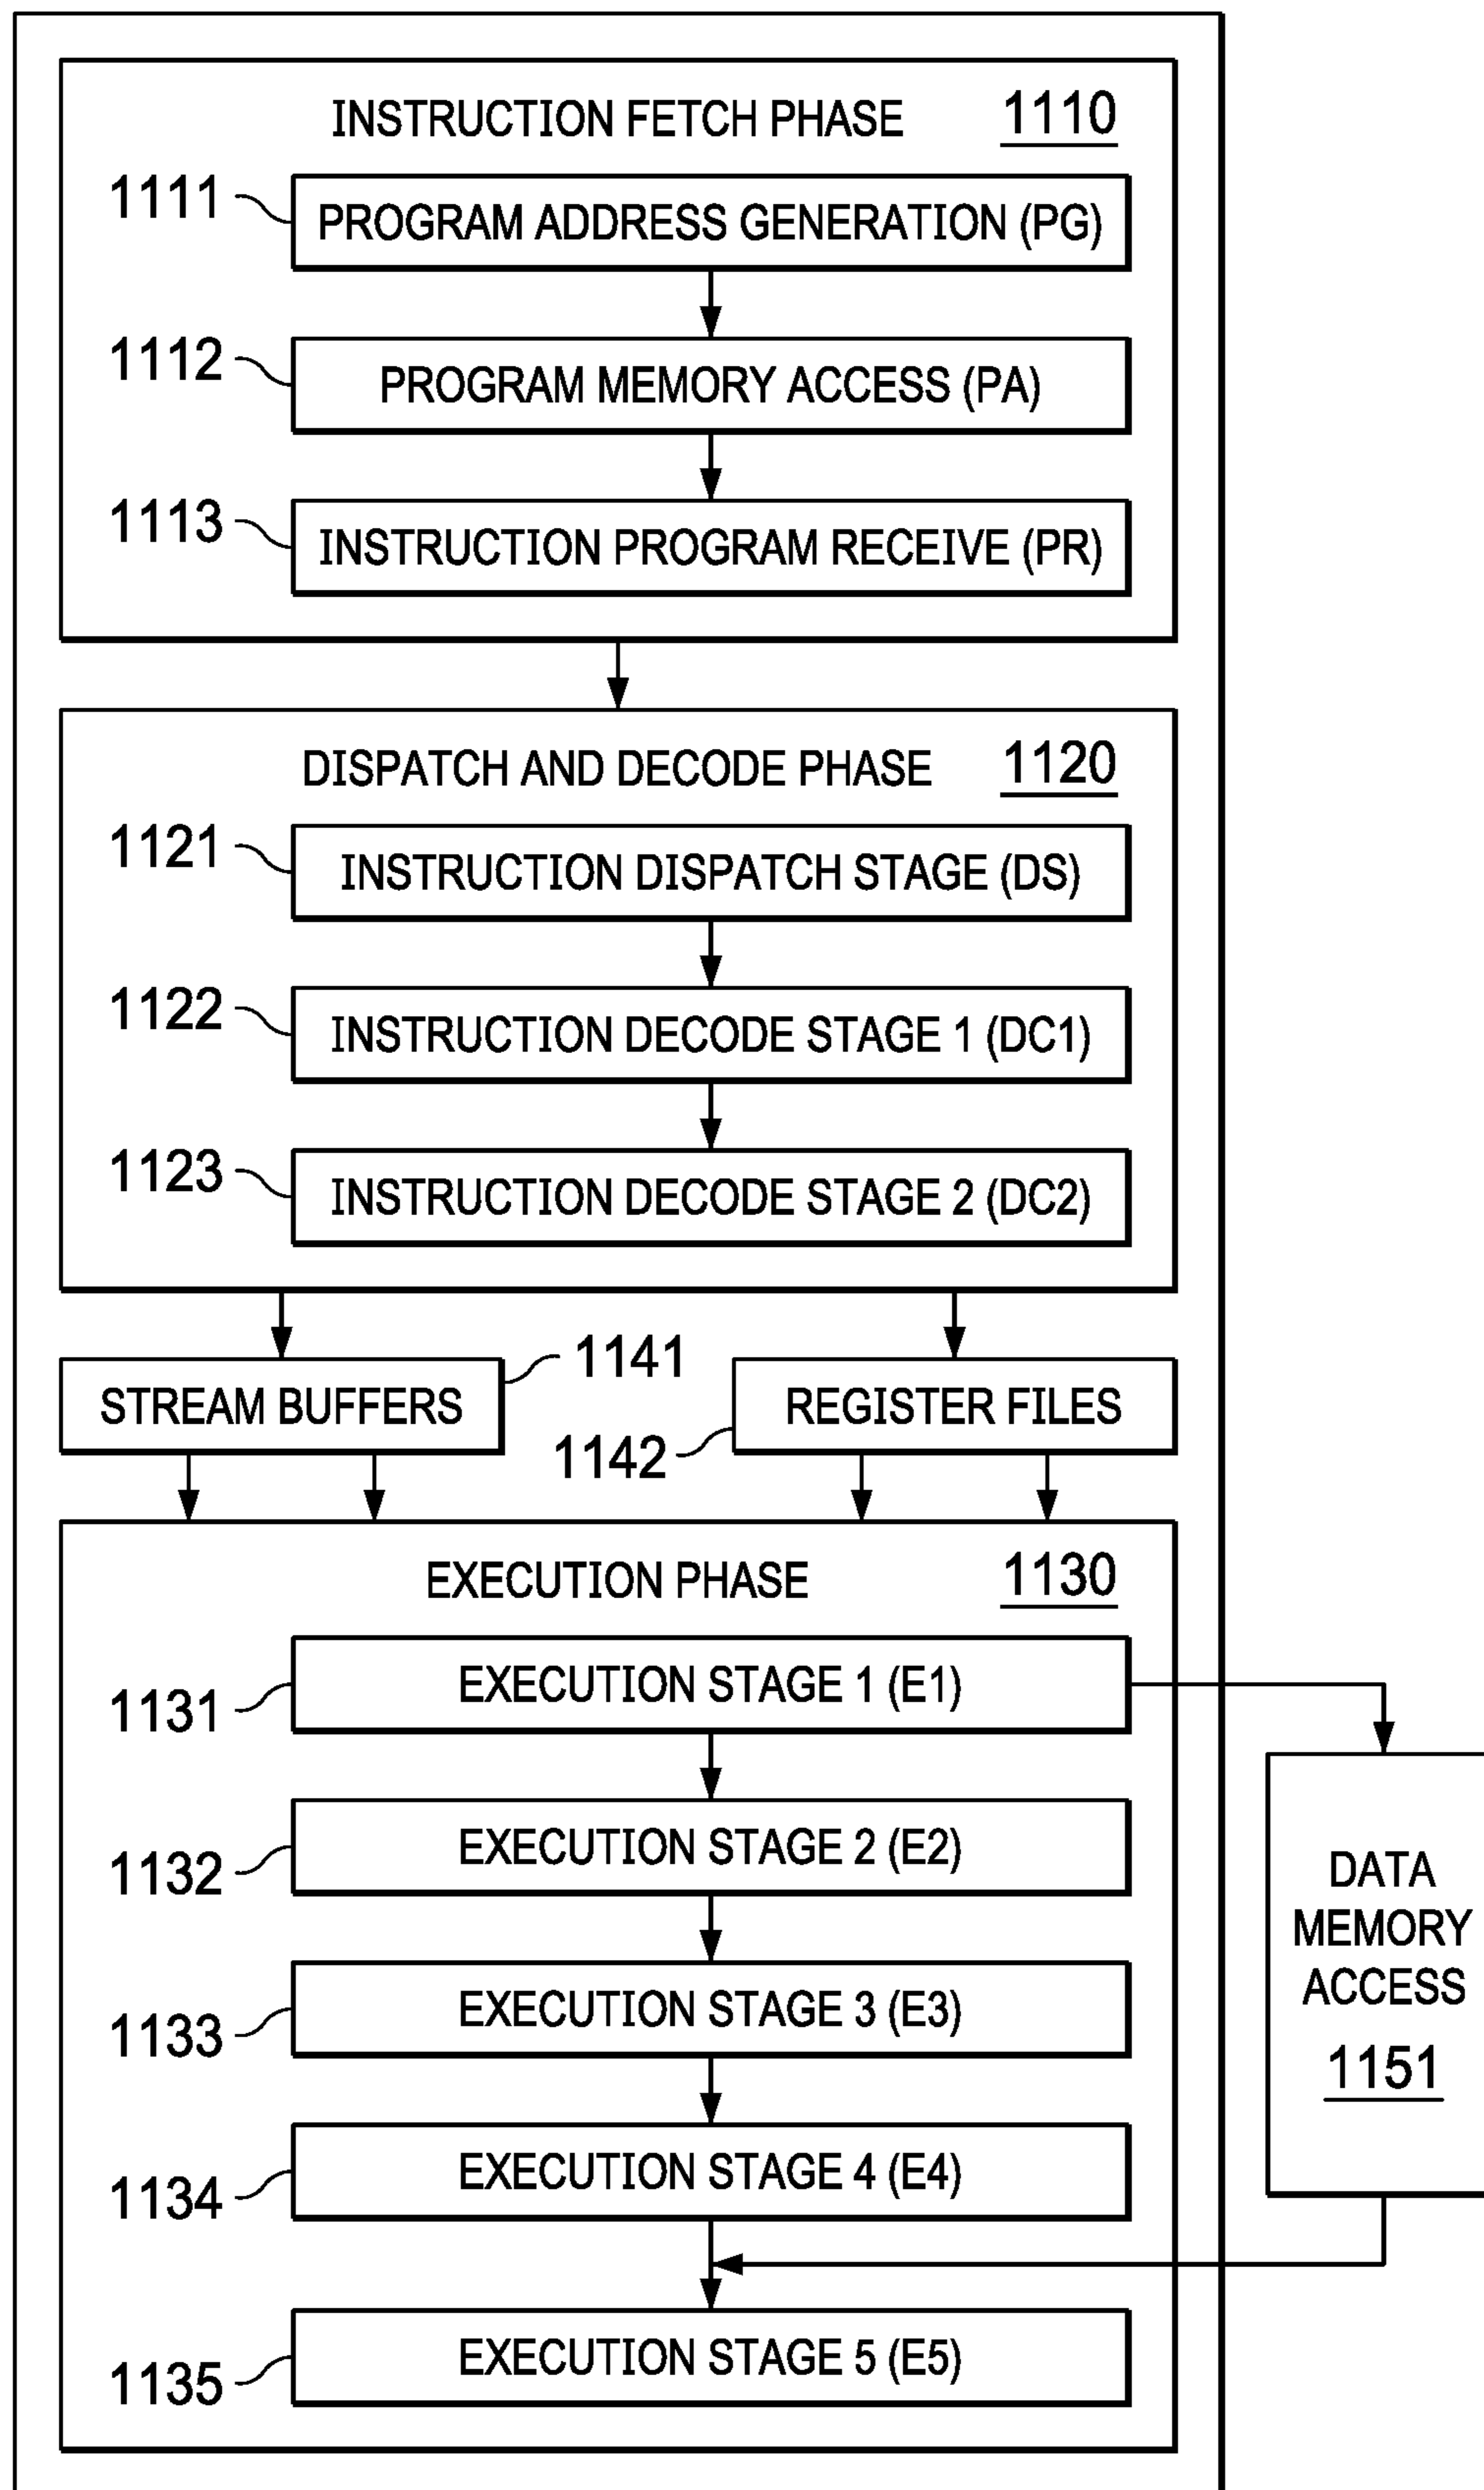 INSTRUCTION FETCH PHASE 1110
1111 PROGRAM ADDRESS GENERATION (PG)
1112 PROGRAM MEMORY ACCESS (PA)
1113 INSTRUCTION PROGRAM RECEIVE (PR)
DISPATCH AND DECODE PHASE 1120
1121 INSTRUCTION DISPATCH STAGE (DS)
1122 INSTRUCTION DECODE STAGE 1 (DC1)
1123 INSTRUCTION DECODE STAGE 2 (DC2)
STREAM BUFFERS 1141
1142 REGISTER FILES
EXECUTION PHASE 1130
1131 EXECUTION STAGE 1 (E1)
1132 EXECUTION STAGE 2 (E2)
1133 EXECUTION STAGE 3 (E3)
1134 EXECUTION STAGE 4 (E4)
1135 EXECUTION STAGE 5 (E5)
DATA
MEMORY
ACCESS
1151